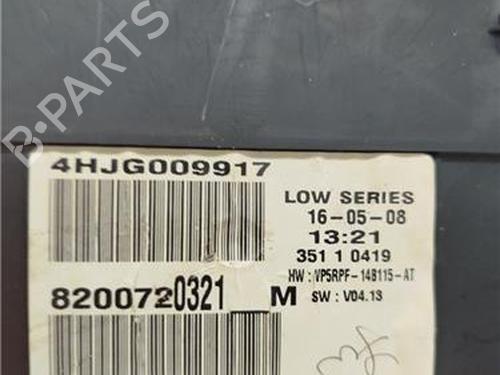 B-PARTS
4HJG009917
LOW SERIES
16-05-08
13:21
351 1 0419
HW : VP5RPF-14B115-AT
8200720321__M
SW : V04.13